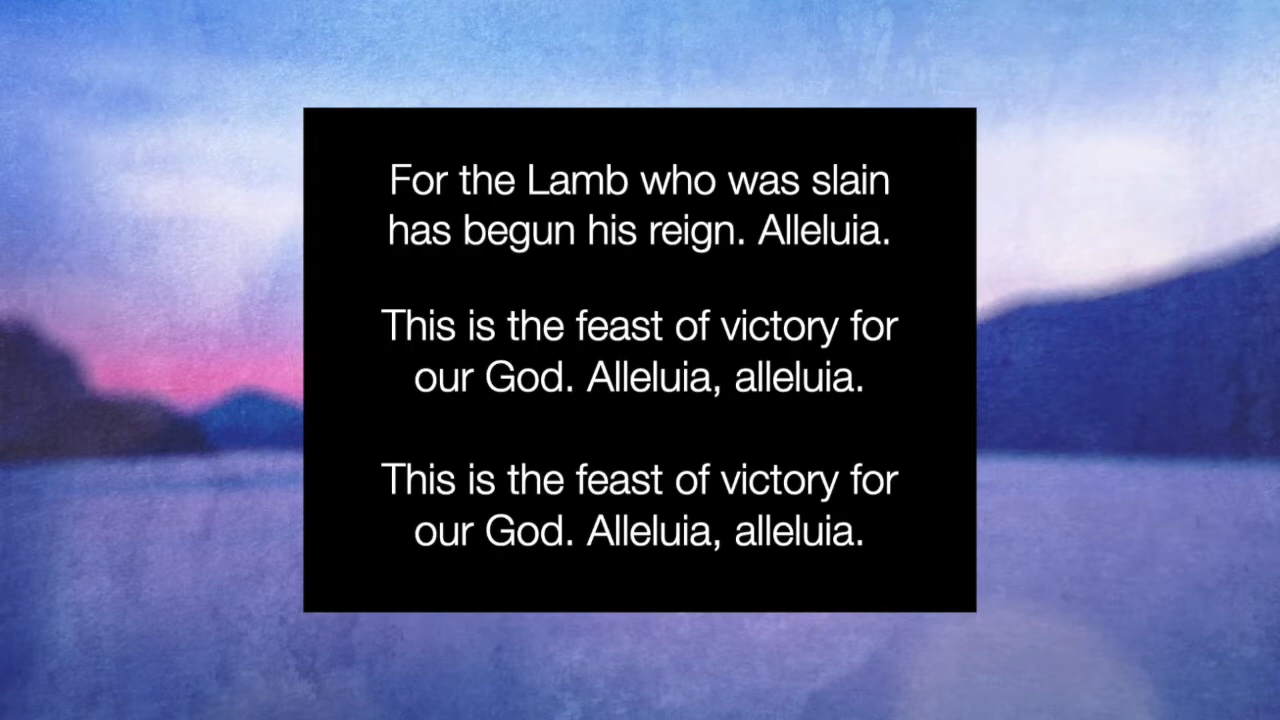 For the Lamb who was slain
has begun his reign. Alleluia.
This is the feast of victory for
our God. Alleluia, alleluia.
This is the feast of victory for
our God. Alleluia, alleluia.